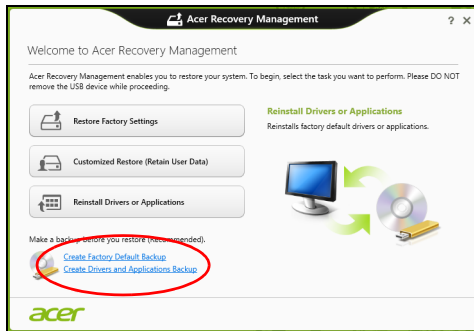 Acer Recovery Management
? X
Welcome to Acer Recovery Management
Acer Recovery Management enables you to restore your system. To begin, select the task you want to perform. Please DO NOT
remove the USB device while proceeding.
Restore Factory Settings
Customized Restore (Retain User Data)
Reinstall Drivers or Applications
Reinstall Drivers or Applications
Reinstalls factory default drivers or applications.
Make a backup before you restore (Recommended).
Create Factory Default Backup
Create Drivers and Applications Backup
acer